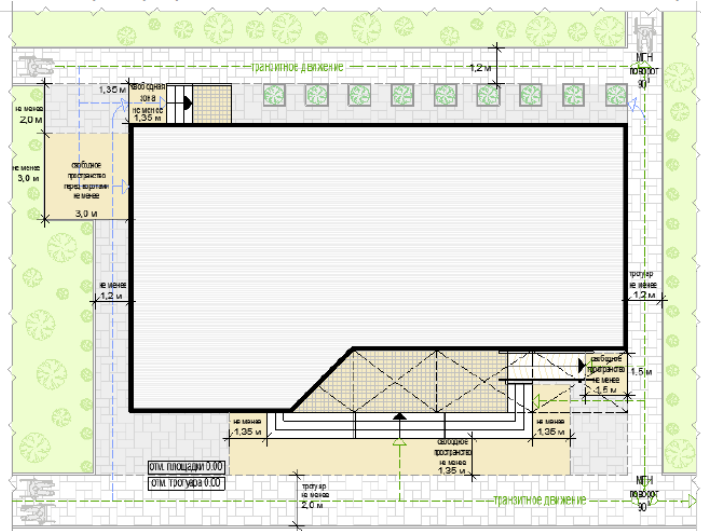 транзитное движение
1,2 м
МГН
поворот
90°
1,35 м
свободная
зона
не менее
1,35 м
не менее
2,0 м
не менее
3,0 м
свободное
пространство
перед воротами
не менее
3,0 м
не менее
1,2 м
тротуар
не менее
1,2 м
свободное
пространство
не менее
1,5 м
1,5 м
не менее
1,35 м
не менее
1,35 м
свободное
пространство
не менее
1,35 м
отм. площадки 0.00
отм. тротуара 0.00
тротуар
не менее
2,0 м
транзитное движение
МГН
поворот
90°